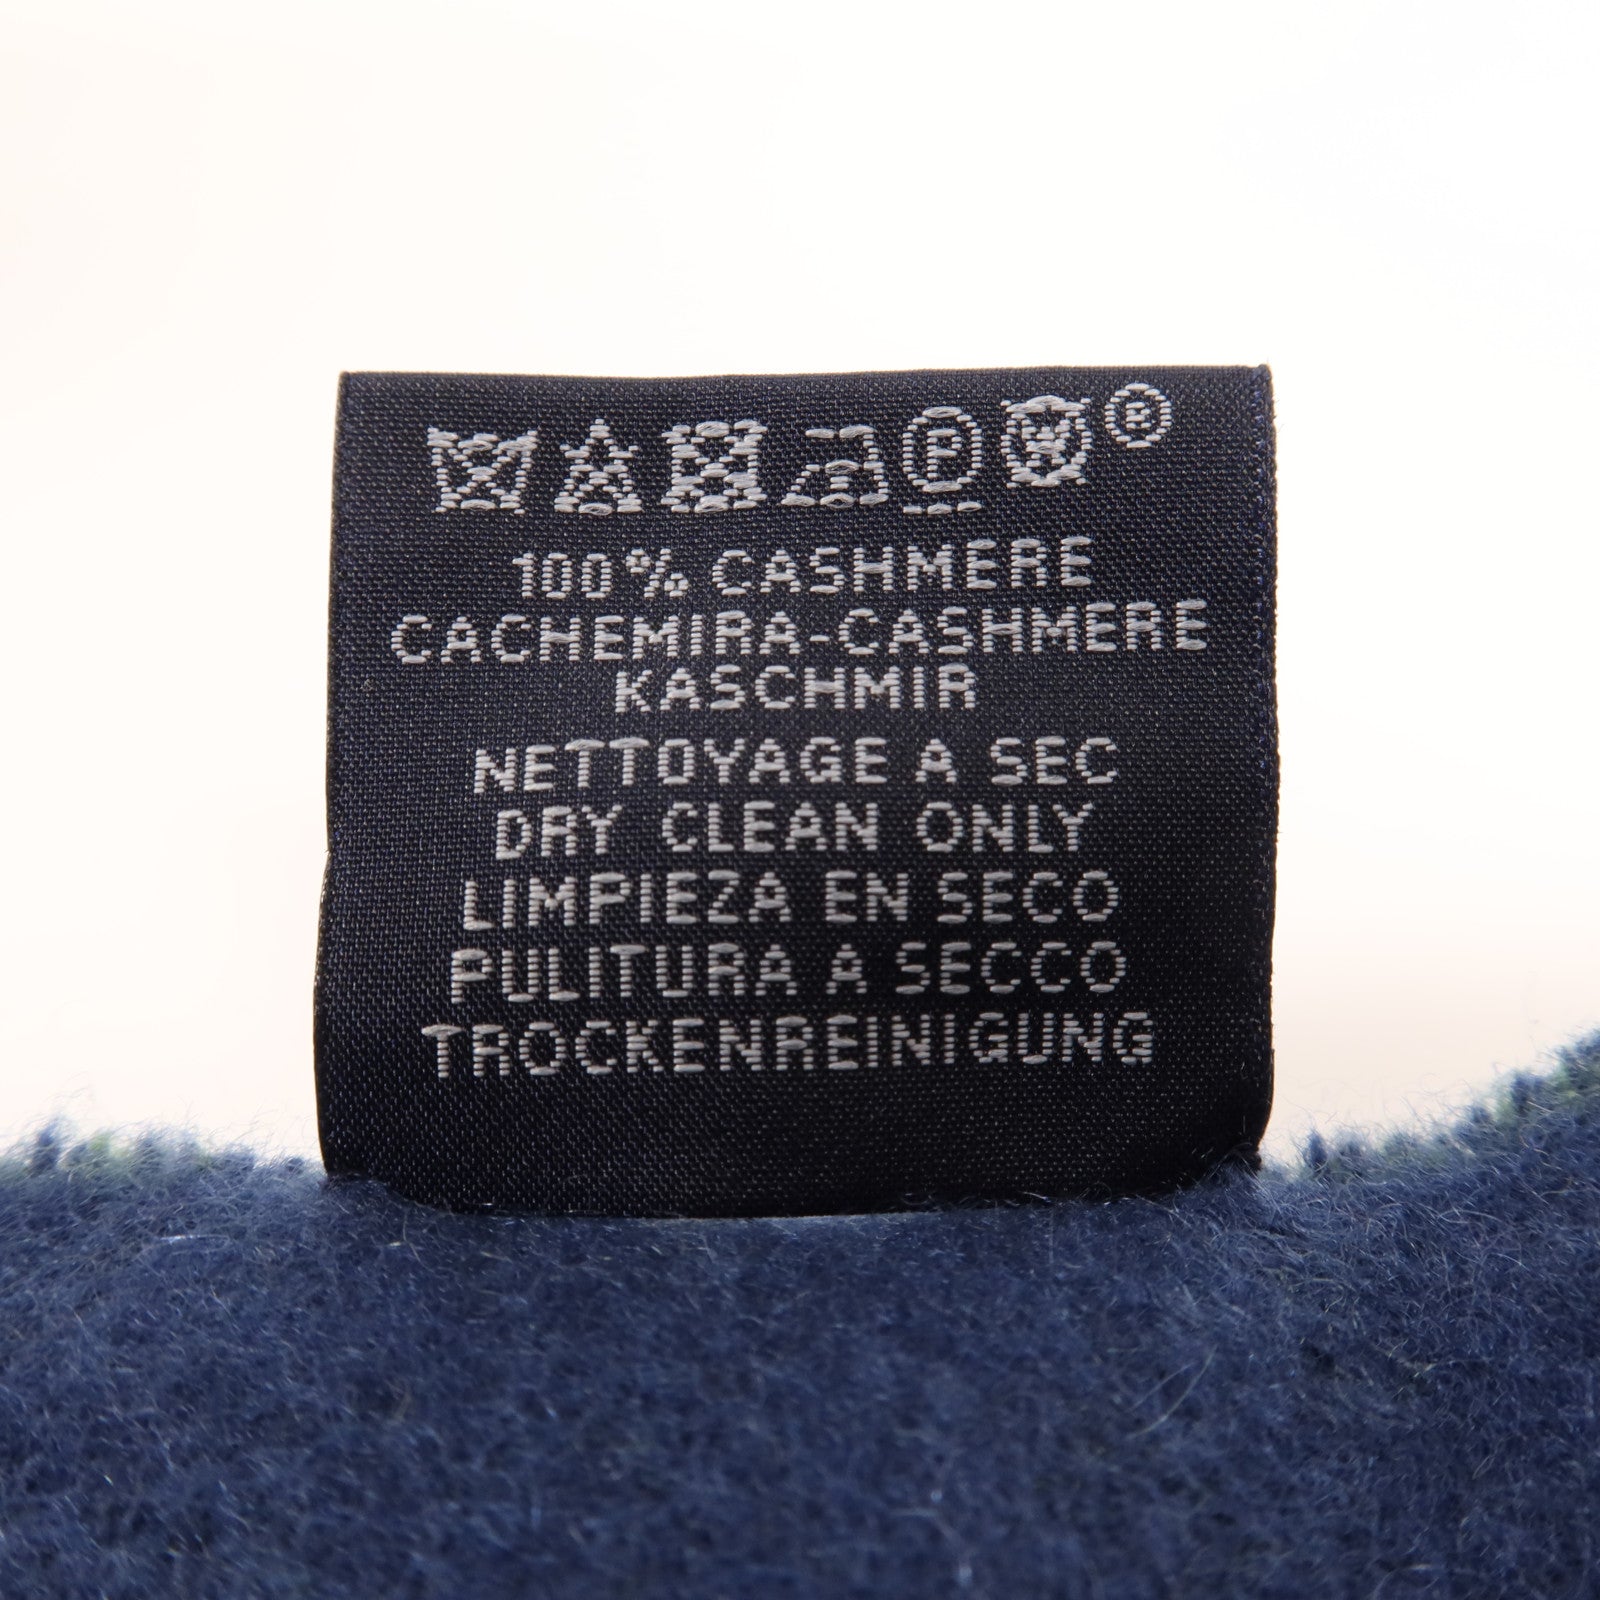 P ®
100% CASHMERE
CACHEMIRA-CASHMERE
KASCHMIR
NETTOYAGE A SEC
DRY CLEAN ONLY
LIMPIEZA EN SECO
PULITURA A SECCO
TROCKENREINIGUNG